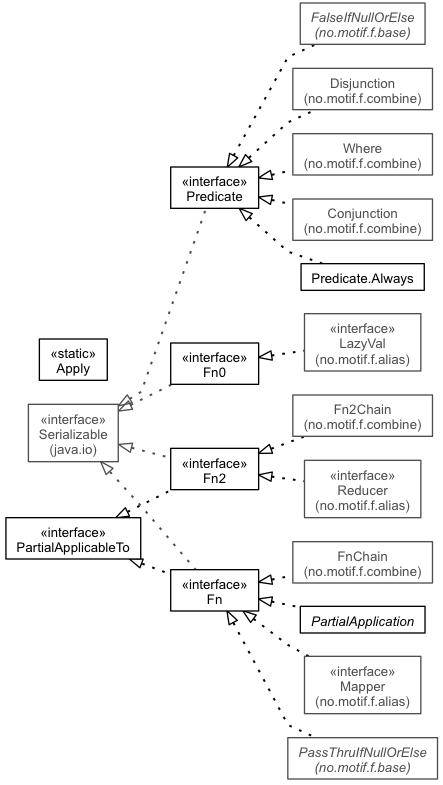 FalseIfNullOrElse
(no.motif.f.base)
Disjunction
(no.motif.f.combine)
Where
(no.motif.f.combine)
«interface»
Predicate
Conjunction
(no.motif.f.combine)
Predicate.Always
«interface»
LazyVal
(no.motif.f.alias)
«static»
Apply
«interface»
Fn0
«interface»
Serializable
(java.io)
Fn2Chain
(no.motif.f.combine)
«interface»
Fn2
«interface»
Reducer
(no.motif.f.alias)
«interface»
PartialApplicableTo
FnChain
(no.motif.f.combine)
«interface»
Fn
PartialApplication
«interface»
Mapper
(no.motif.f.alias)
PassThruIfNullOrElse
(no.motif.f.base)